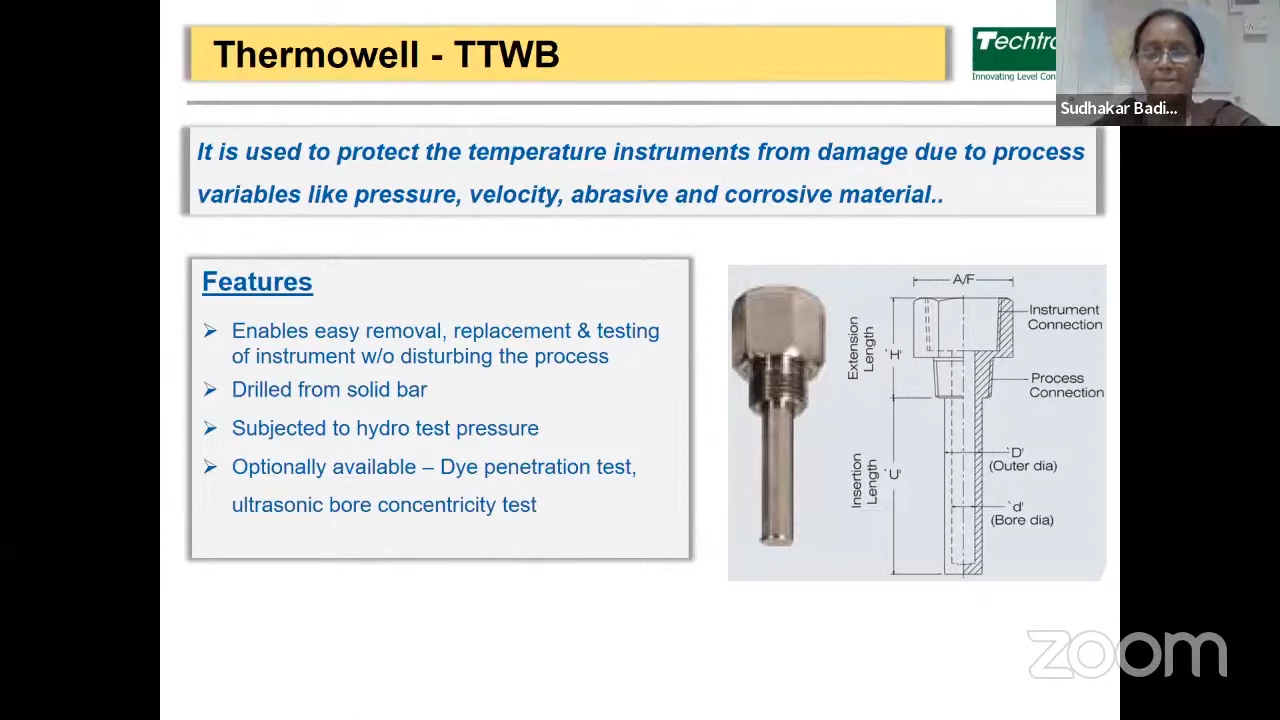 Thermowell - TTWB
Techtro
Innovating Level Con
Sudhakar Badi...
It is used to protect the temperature instruments from damage due to process
variables like pressure, velocity, abrasive and corrosive material..
Features
Enables easy removal, replacement & testing
of instrument w/o disturbing the process
Drilled from solid bar
Subjected to hydro test pressure
Optionally available – Dye penetration test,
ultrasonic bore concentricity test
A/F
Instrument
Connection
Extension
Length
`H'
Process
Connection
Insertion
Length
`U'
`D'
(Outer dia)
`d'
(Bore dia)
zoom